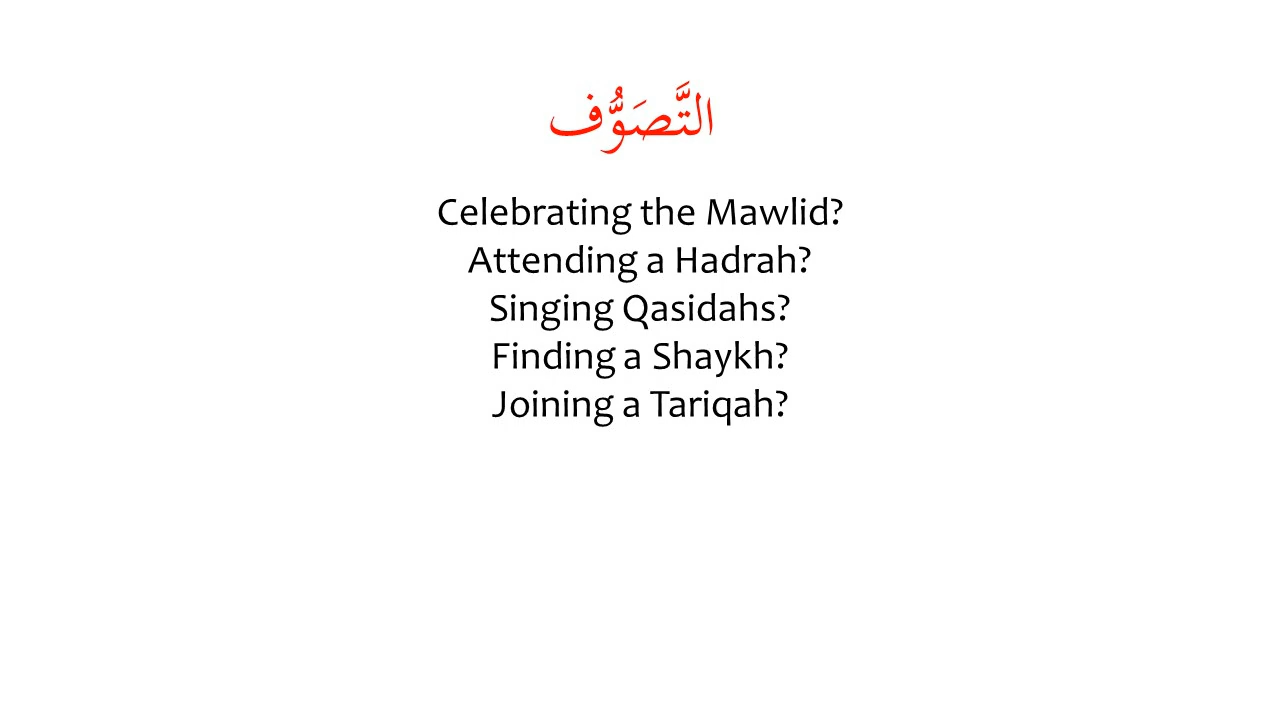 التَّصَوُّف
Celebrating the Mawlid?
Attending a Hadrah?
Singing Qasidahs?
Finding a Shaykh?
Joining a Tariqah?